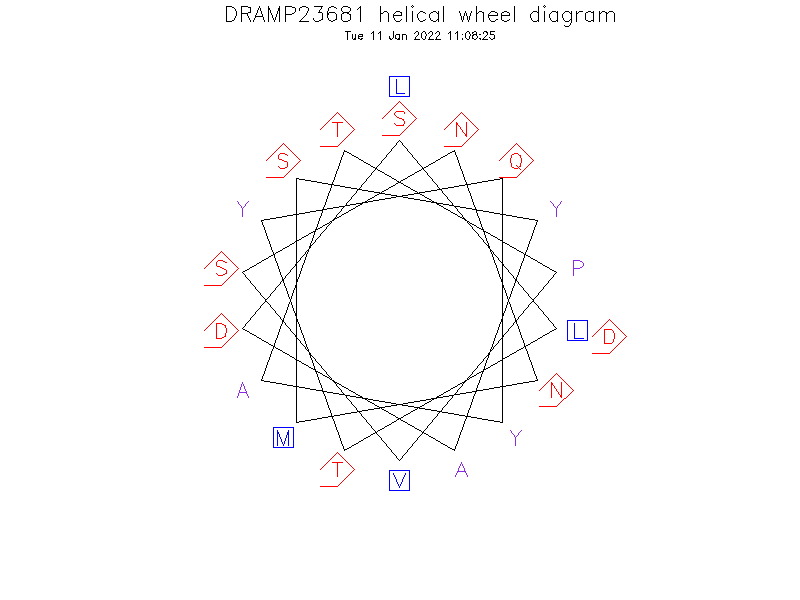 DRAMP23681 helical wheel diagram
Tue 11 Jan 2022 11:08:25
L
S
T N
S Q
Y Y
S P
D L D
A N
M Y
T A
V